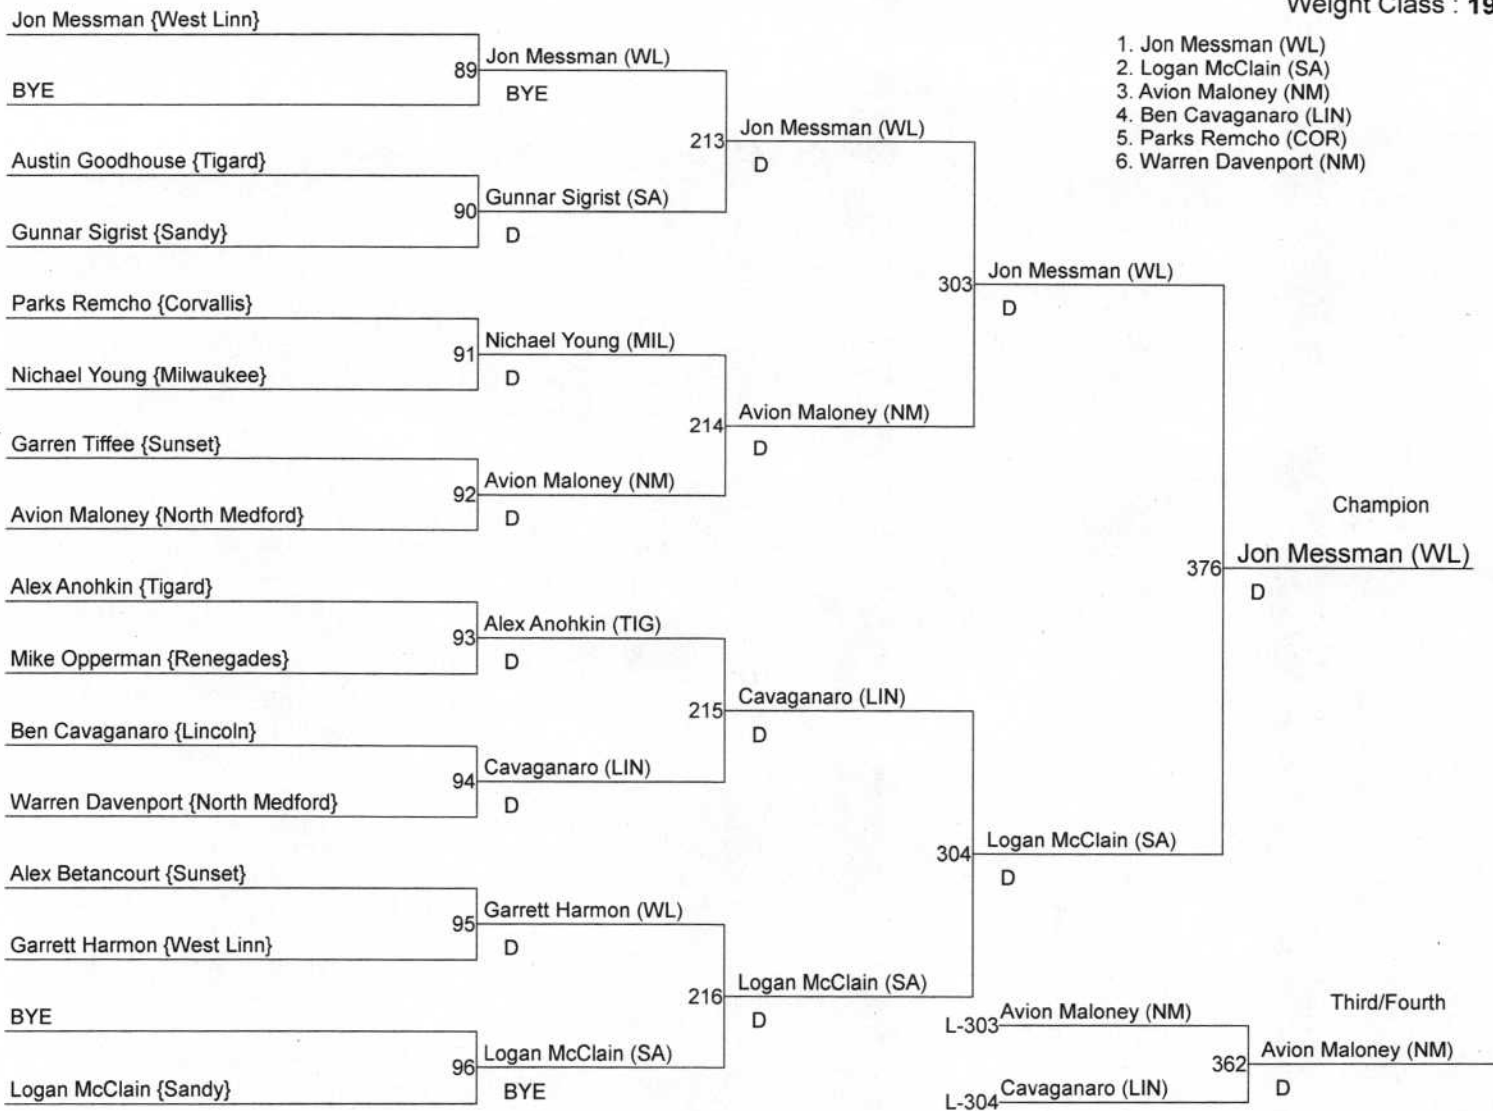 Weight Class : 19
1. Jon Messman (WL)
2. Logan McClain (SA)
3. Avion Maloney (NM)
4. Ben Cavaganaro (LIN)
5. Parks Remcho (COR)
6. Warren Davenport (NM)
Jon Messman {West Linn}
89
Jon Messman (WL)
BYE
BYE
213
Jon Messman (WL)
D
Austin Goodhouse {Tigard}
90
Gunnar Sigrist (SA)
D
Gunnar Sigrist {Sandy}
303
Jon Messman (WL)
D
Parks Remcho {Corvallis}
91
Nichael Young (MIL)
D
Nichael Young {Milwaukee}
214
Avion Maloney (NM)
D
Garren Tiffee {Sunset}
92
Avion Maloney (NM)
D
Avion Maloney {North Medford}
Champion
376
Jon Messman (WL)
D
Alex Anohkin {Tigard}
93
Alex Anohkin (TIG)
D
Mike Opperman {Renegades}
215
Cavaganaro (LIN)
D
Ben Cavaganaro {Lincoln}
94
Cavaganaro (LIN)
D
Warren Davenport {North Medford}
304
Logan McClain (SA)
D
Alex Betancourt {Sunset}
95
Garrett Harmon (WL)
D
Garrett Harmon {West Linn}
216
Logan McClain (SA)
D
BYE
96
Logan McClain (SA)
BYE
Logan McClain {Sandy}
Third/Fourth
L-303
Avion Maloney (NM)
362
Avion Maloney (NM)
D
L-304
Cavaganaro (LIN)